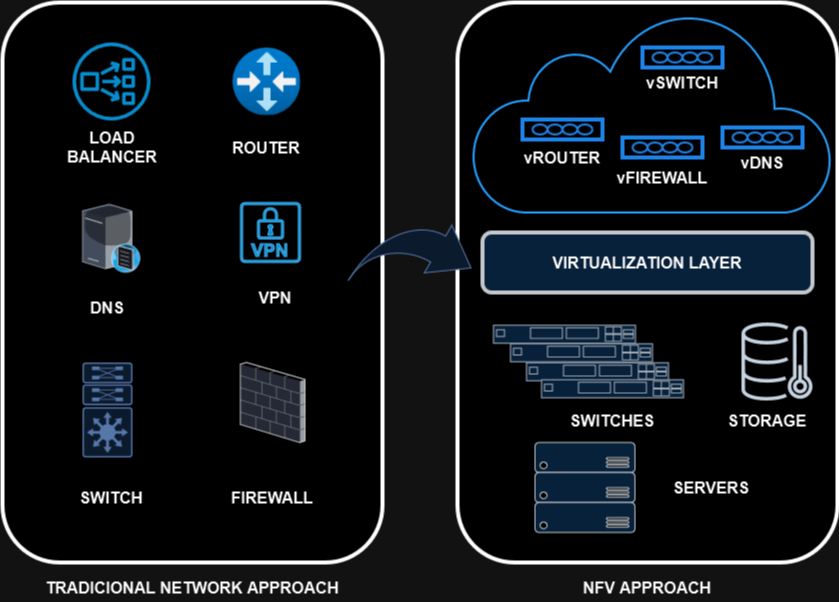 LOAD
BALANCER
ROUTER
DNS
VPN
VPN
SWITCH
FIREWALL
TRADICIONAL NETWORK APPROACH
vSWITCH
vROUTER
vFIREWALL
vDNS
VIRTUALIZATION LAYER
SWITCHES
STORAGE
SERVERS
NFV APPROACH